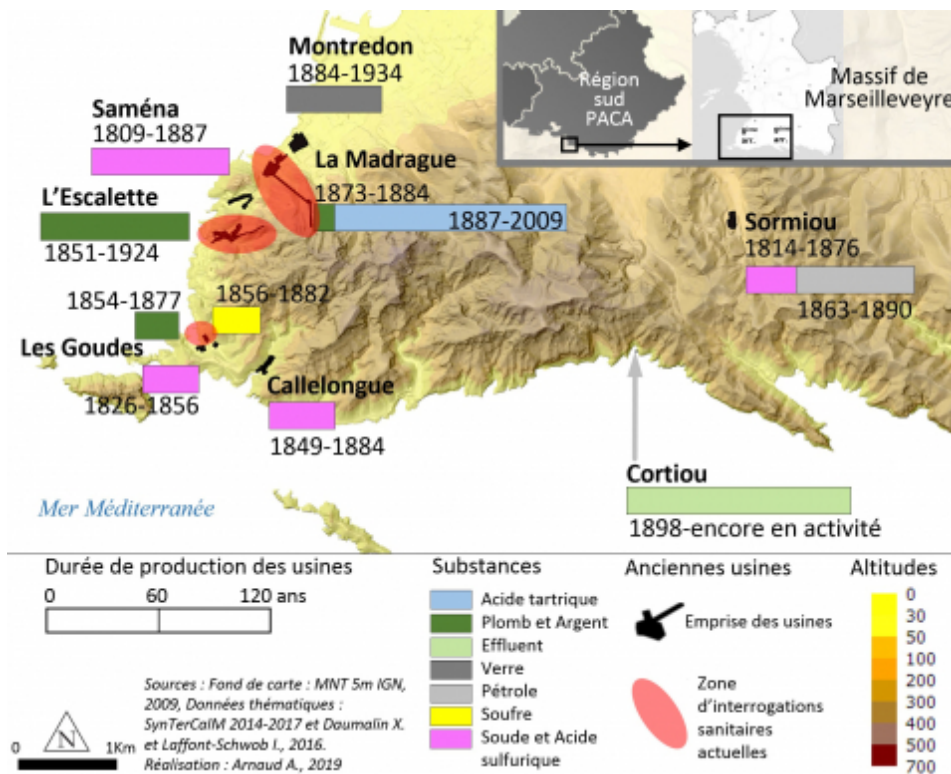 Montredon
1884-1934
Région
sud
PACA
Massif de
Marseilleveyre
Saména
1809-1887
La Madrague
1873-1884
1887-2009
L'Escalette
1851-1924
Sormiou
1814-1876
1863-1890
1854-1877
1856-1882
Les Goudes
1826-1856
Callelongue
1849-1884
Cortiou
1898-encore en activité
Mer Méditerranée
Durée de production des usines
0 60 120 ans
Substances
Acide tartrique
Plomb et Argent
Effluent
Verre
Pétrole
Soufre
Soude et Acide
sulfurique
Anciennes usines
Emprise des usines
Zone
d'interrogations
sanitaires
actuelles
Altitudes
0
30
50
100
200
300
500
700
Sources : Fond de carte : MNT 5m IGN,
2009, Données thématiques :
SynTerCalM 2014-2017 et Daumalin X.
et Laffont-Schwob I., 2016.
Réalisation : Arnaud A., 2019
N
0 1Km